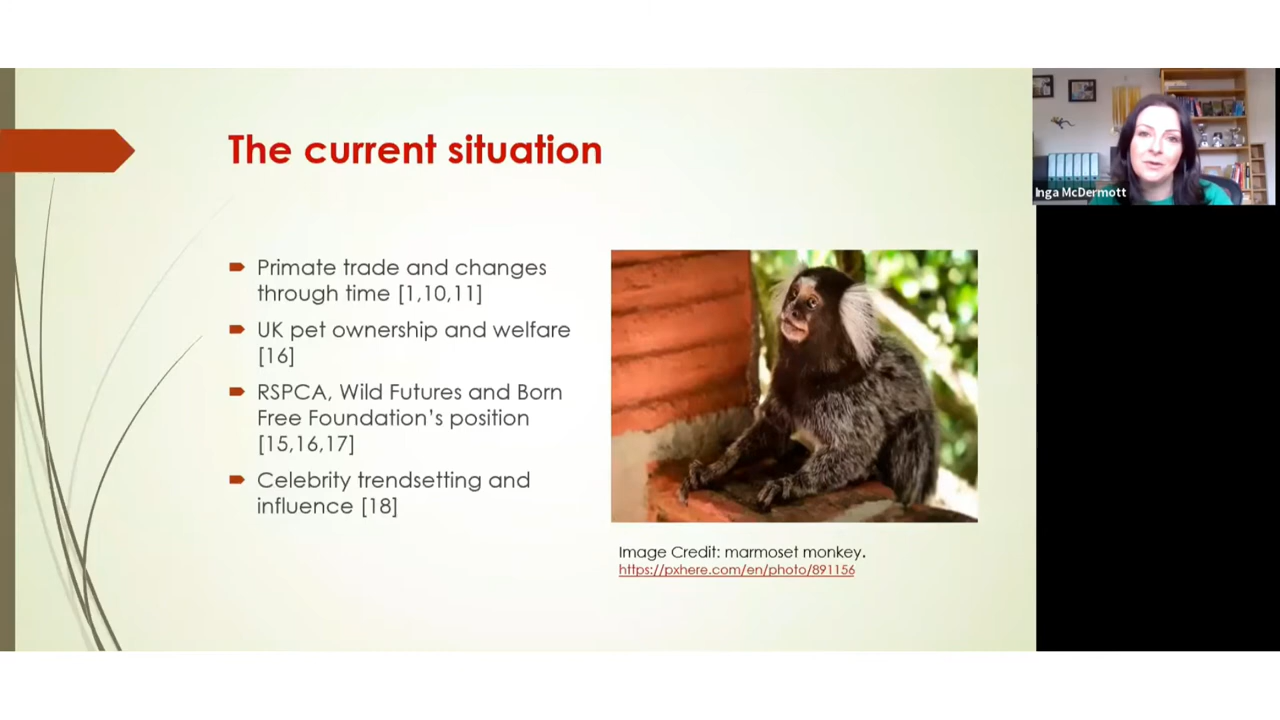 The current situation
Primate trade and changes
through time [1,10,11]
UK pet ownership and welfare
[16]
RSPCA, Wild Futures and Born
Free Foundation’s position
[15,16,17]
Celebrity trendsetting and
influence [18]
Image Credit: marmoset monkey.
https://pxhere.com/en/photo/891156
Inga McDermott